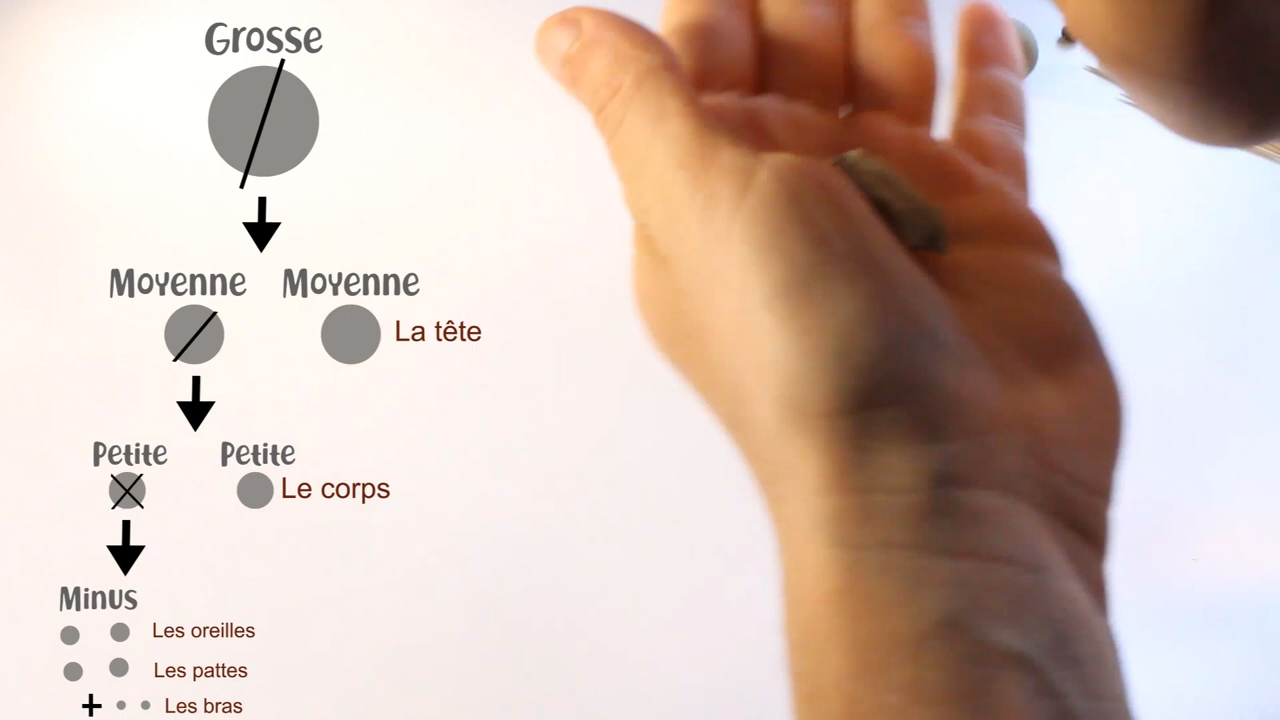 Grosse
Moyenne Moyenne
La tête
Petite Petite
Le corps
Minus
Les oreilles
Les pattes
+ Les bras